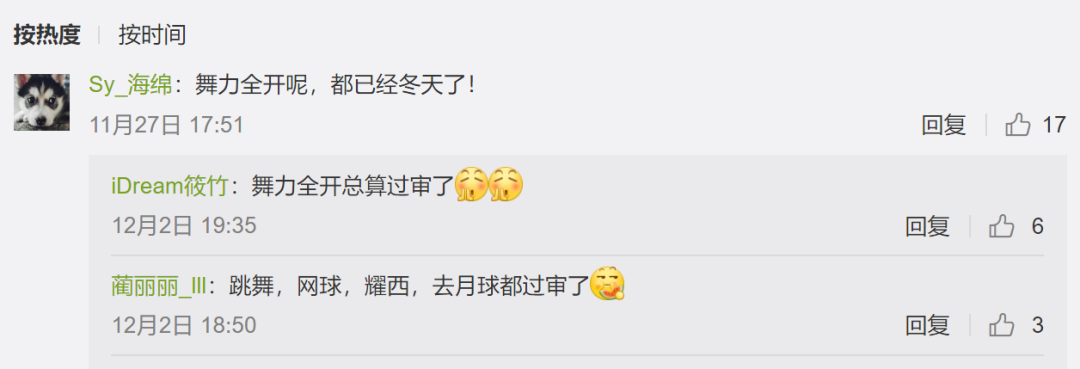 按热度 按时间
Sy_海绵：舞力全开呢，都已经冬天了！
11月27日 17:51 回复 17
iDream筱竹：舞力全开总算过审了
12月2日 19:35 回复 6
蔺丽丽_lll：跳舞，网球，耀西，去月球都过审了
12月2日 18:50 回复 3